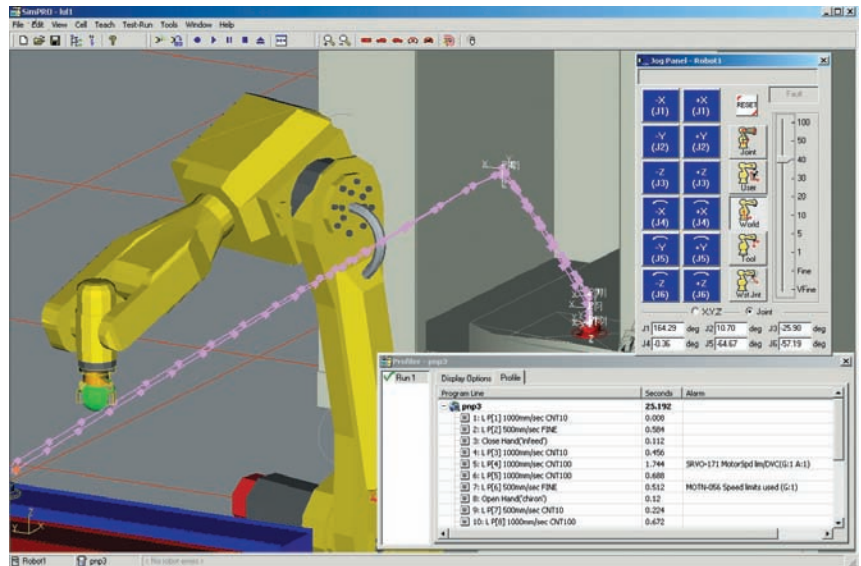 SimPRO - lul1
File Edit View Cell Teach Test-Run Tools Window Help
Jog Panel - Robot1
Fault
-X (J1)
+X (J1)
RESET
-Y (J2)
+Y (J2)
Joint
-Z (J3)
+Z (J3)
User
-X (J4)
+X (J4)
World
-Y (J5)
+Y (J5)
Tool
-Z (J6)
+Z (J6)
Wst.Jnt
100
50
40
30
20
10
5
1
Fine
VFine
X,Y,Z Joint
J1 164.29 deg J2 10.70 deg J3 -25.90 deg
J4 -0.36 deg J5 -64.67 deg J6 -57.19 deg
Profiler - pnp3
Run 1
Display Options Profile
Program Line Seconds Alarm
pnp3 25.192
1: L P[1] 1000mm/sec CNT10 0.008
2: L P[2] 500mm/sec FINE 0.584
3: Close Hand('infeed') 0.112
4: L P[3] 1000mm/sec CNT10 0.456
5: L P[4] 1000mm/sec CNT100 1.744 SRVO-171 MotorSpd lim/DVC(G:1 A:1)
6: L P[5] 1000mm/sec CNT100 0.688
7: L P[6] 500mm/sec FINE 0.512 MOTN-056 Speed limits used (G:1)
8: Open Hand('chiron') 0.12
9: L P[7] 500mm/sec CNT10 0.224
10: L P[8] 1000mm/sec CNT100 0.672
Robot1 pnp3 < No robot errors >